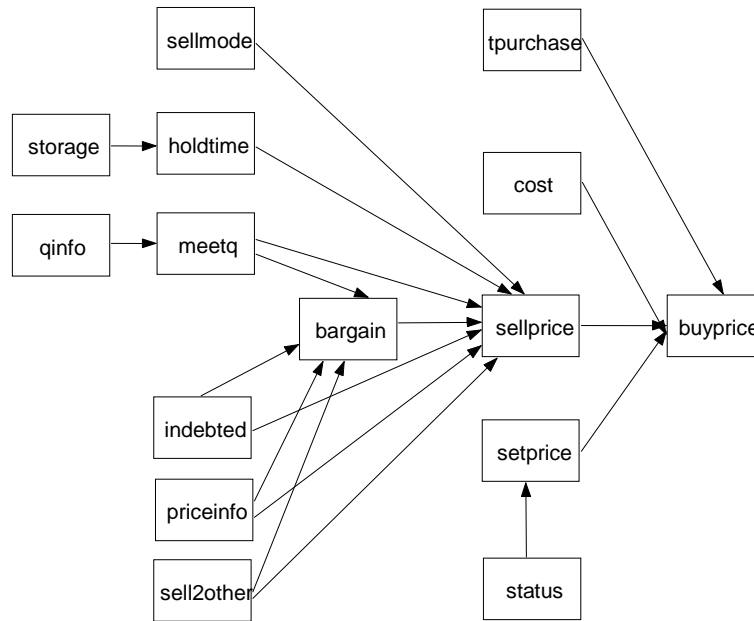 sellmode
tpurchase
storage
holdtime
cost
qinfo
meetq
bargain
sellprice
buyprice
indebted
setprice
priceinfo
sell2other
status